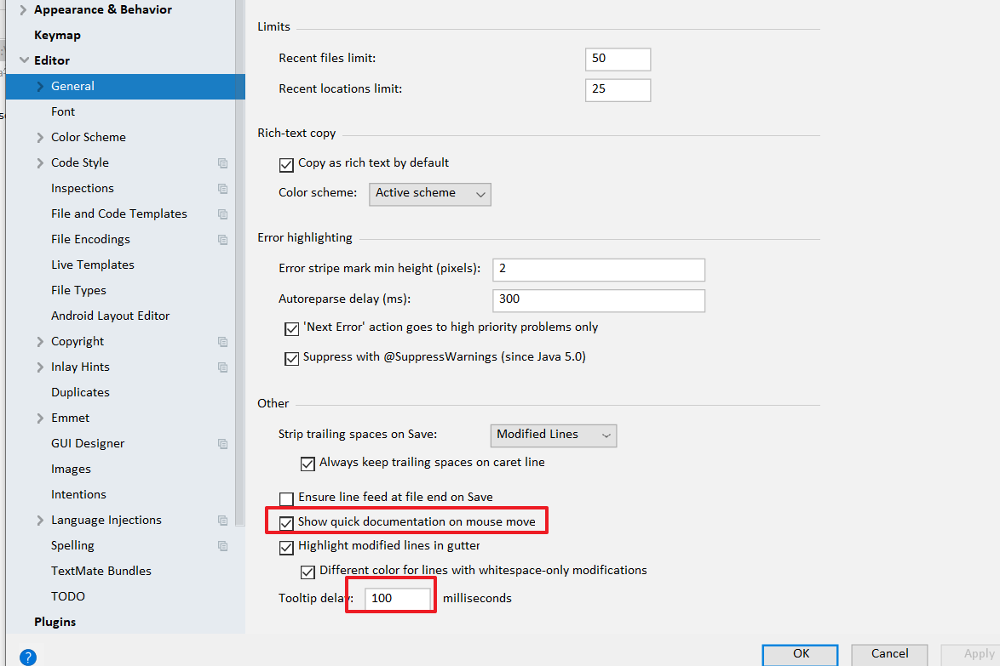 Appearance & Behavior
Keymap
Editor
General
Font
Color Scheme
Code Style
Inspections
File and Code Templates
File Encodings
Live Templates
File Types
Android Layout Editor
Copyright
Inlay Hints
Duplicates
Emmet
GUI Designer
Images
Intentions
Language Injections
Spelling
TextMate Bundles
TODO
Plugins
Limits
Recent files limit: 50
Recent locations limit: 25
Rich-text copy
Copy as rich text by default
Color scheme: Active scheme
Error highlighting
Error stripe mark min height (pixels): 2
Autoreparse delay (ms): 300
'Next Error' action goes to high priority problems only
Suppress with @SuppressWarnings (since Java 5.0)
Other
Strip trailing spaces on Save: Modified Lines
Always keep trailing spaces on caret line
Ensure line feed at file end on Save
Show quick documentation on mouse move
Highlight modified lines in gutter
Different color for lines with whitespace-only modifications
Tooltip delay: 100 milliseconds
? OK Cancel Apply